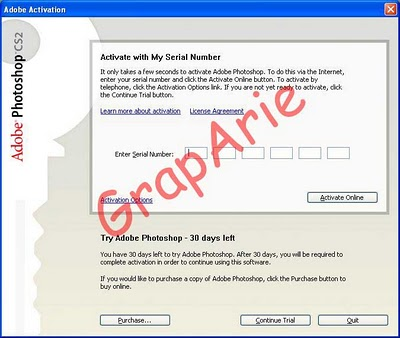 Adobe Activation
Adobe Photoshop CS2
Activate with My Serial Number
It only takes a few seconds to activate Adobe Photoshop. To do this via the Internet,
enter your serial number and click the Activate Online button. To activate by
telephone, click the Activation Options link. If you are not yet ready to activate, click
the Continue Trial button.
Learn more about activation License Agreement
Enter Serial Number:
GrapArie
Activation Options Activate Online
Try Adobe Photoshop - 30 days left
You have 30 days left to try Adobe Photoshop. After 30 days, you will be required to
complete activation in order to continue using this software.
If you would like to purchase a copy of Adobe Photoshop, click the Purchase button to
buy online.
Purchase... Continue Trial Quit